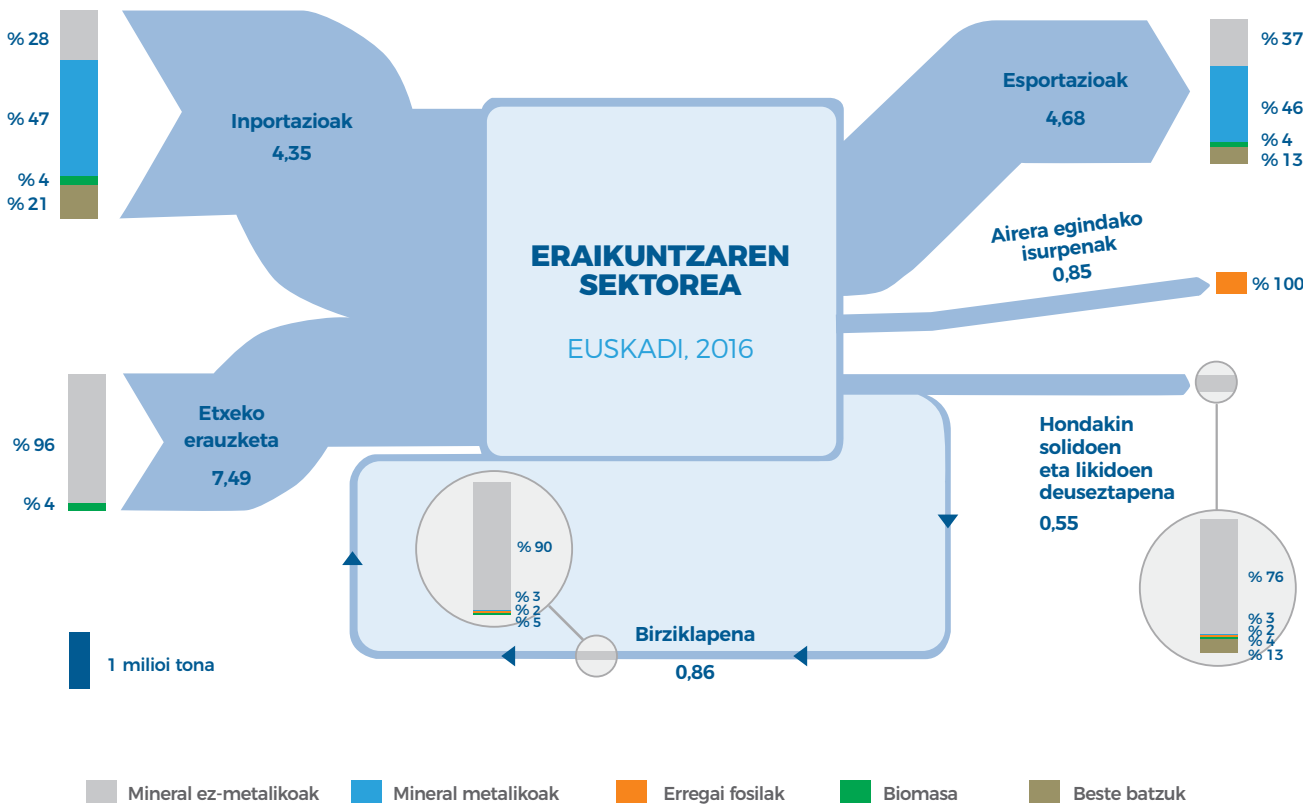 % 28
% 47
% 4
% 21
Inportazioak
4,35
% 96
% 4
Etxeko
erauzketa
7,49
ERAIKUNTZAREN
SEKTOREA
EUSKADI, 2016
Esportazioak
4,68
% 37
% 46
% 4
% 13
Airera egindako
isurpenak
0,85
% 100
Hondakin
solidoen
eta likidoen
deuseztapena
0,55
% 76
% 3
% 2
% 4
% 13
% 90
% 3
% 2
% 5
Birziklapena
0,86
1 milioi tona
Mineral ez-metalikoak
Mineral metalikoak
Erregai fosilak
Biomasa
Beste batzuk